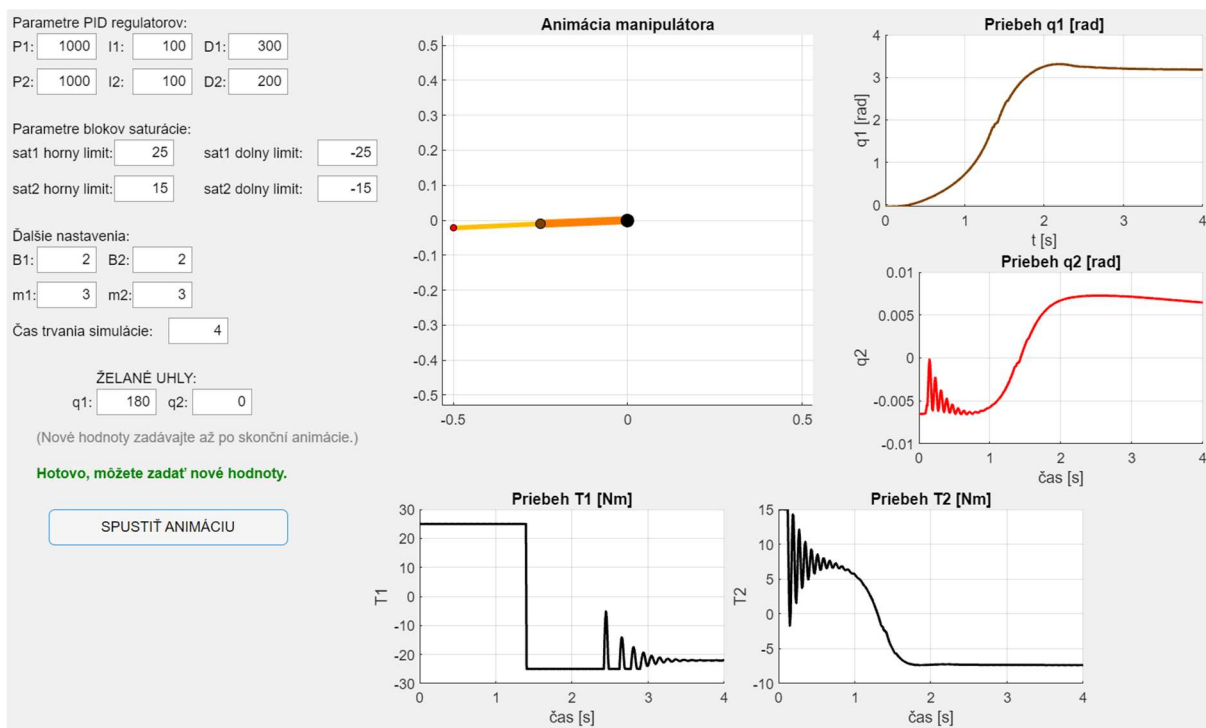 Parametre PID regulatorov:
P1: 1000 I1: 100 D1: 300
P2: 1000 I2: 100 D2: 200
Parametre blokov saturácie:
sat1 horny limit: 25 sat1 dolny limit: -25
sat2 horny limit: 15 sat2 dolny limit: -15
Ďalšie nastavenia:
B1: 2 B2: 2
m1: 3 m2: 3
Čas trvania simulácie: 4
ŽELANÉ UHLY:
q1: 180 q2: 0
(Nové hodnoty zadávajte až po skonční animácie.)
Hotovo, môžete zadať nové hodnoty.
SPUSTIŤ ANIMÁCIU
Animácia manipulátora
0.5
0.4
0.3
0.2
0.1
0
-0.1
-0.2
-0.3
-0.4
-0.5
-0.5 0 0.5
Priebeh q1 [rad]
q1 [rad]
4
3
2
1
0
0 1 2 3 4
t [s]
Priebeh q2 [rad]
q2
0.01
0.005
0
-0.005
-0.01
0 1 2 3 4
čas [s]
Priebeh T1 [Nm]
T1
30
20
10
0
-10
-20
-30
0 1 2 3 4
čas [s]
Priebeh T2 [Nm]
T2
15
10
5
0
-5
-10
0 1 2 3 4
čas [s]